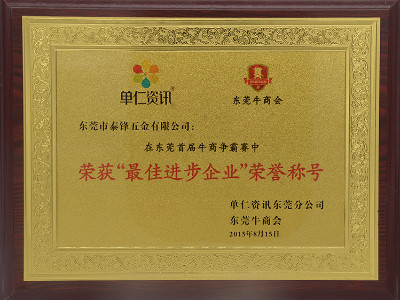 单仁资讯
东莞牛商会
东莞市泰锋五金有限公司：
在东莞首届牛商争霸赛中
荣获“最佳进步企业”荣誉称号
单仁资讯东莞分公司
东莞牛商会
2015年8月15日